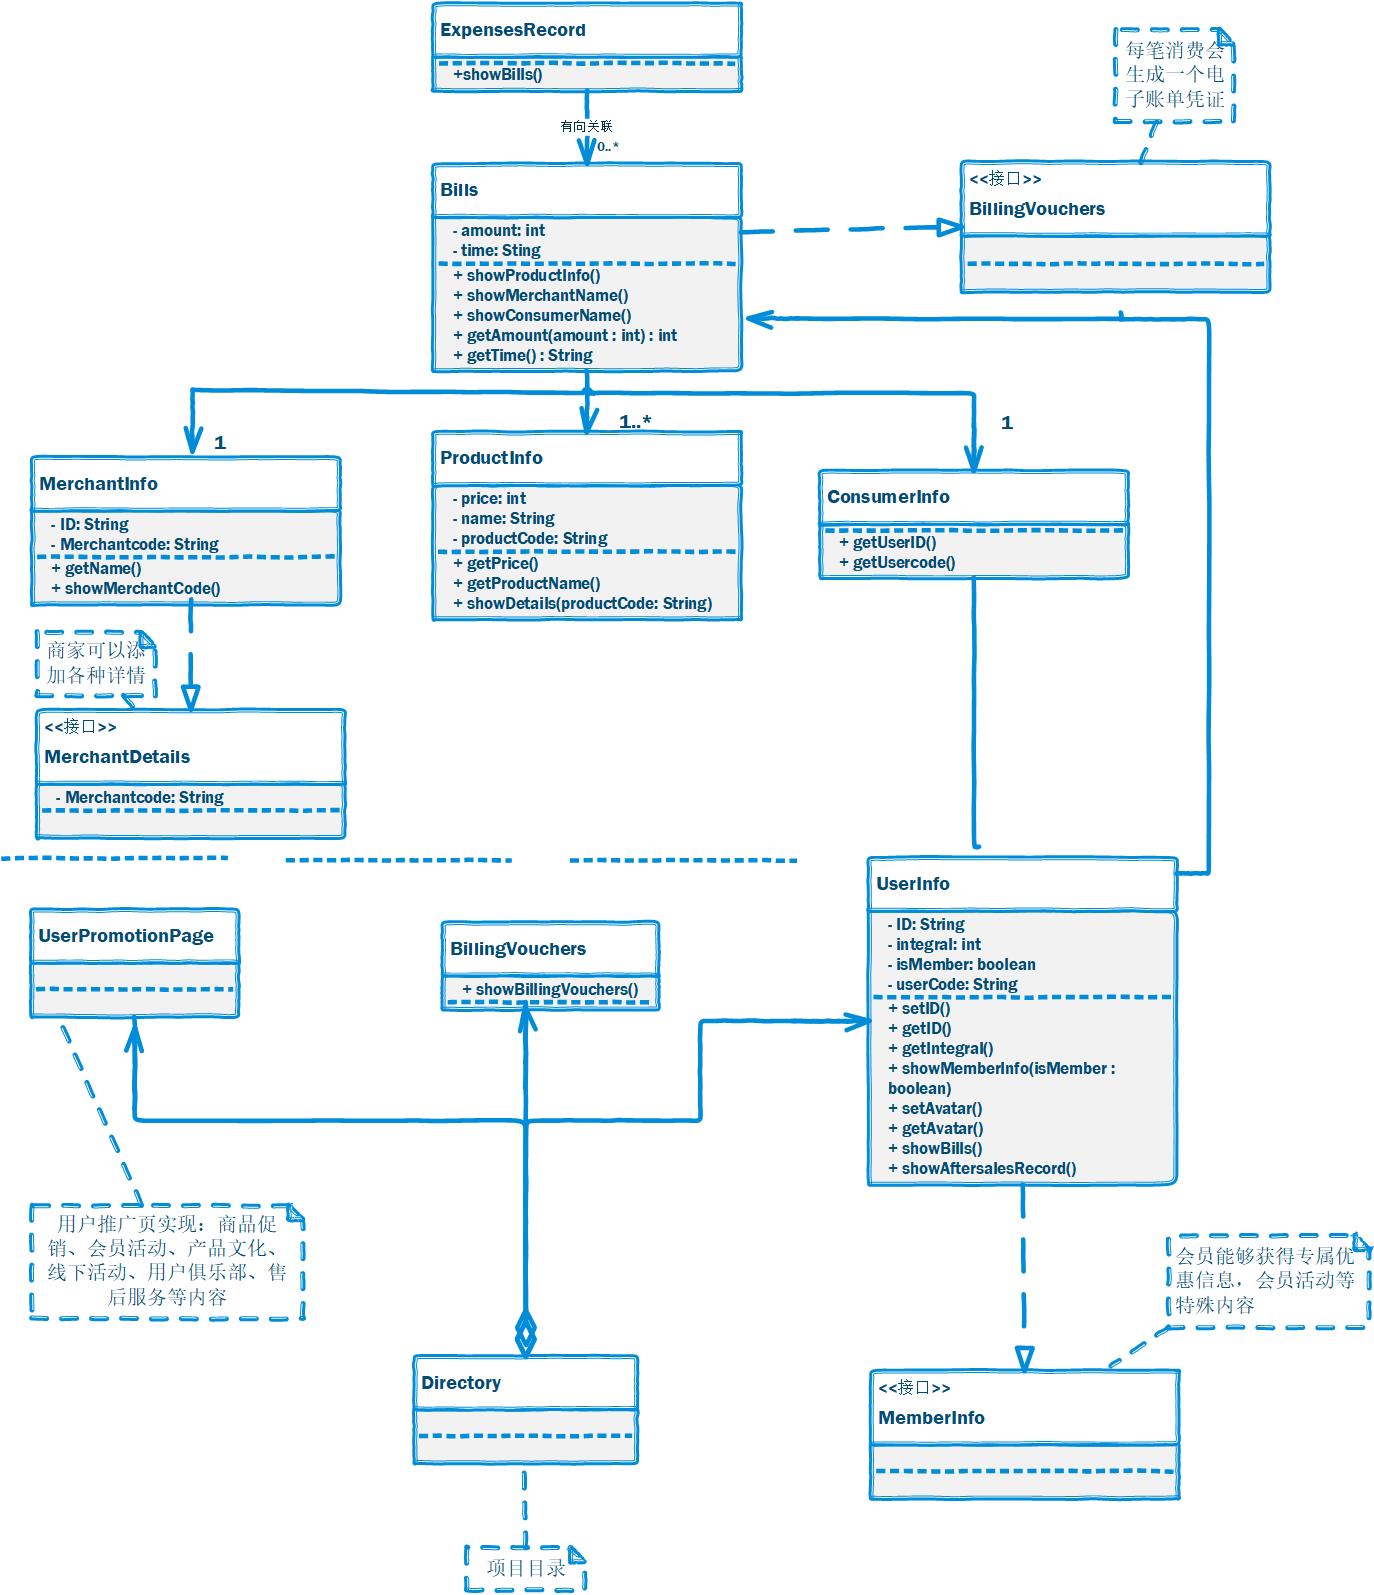 ExpensesRecord
+showBills()
每笔消费会
生成一个电
子账单凭证
有向关联
0..*
Bills
- amount: int
- time: Sting
+ showProductInfo()
+ showMerchantName()
+ showConsumerName()
+ getAmount(amount : int) : int
+ getTime() : String
<<接口>>
BillingVouchers
1
1..*
1
MerchantInfo
- ID: String
- Merchantcode: String
+ getName()
+ showMerchantCode()
ProductInfo
- price: int
- name: String
- productCode: String
+ getPrice()
+ getProductName()
+ showDetails(productCode: String)
ConsumerInfo
+ getUserID()
+ getUsercode()
商家可以添
加各种详情
<<接口>>
MerchantDetails
- Merchantcode: String
UserPromotionPage
BillingVouchers
+ showBillingVouchers()
UserInfo
- ID: String
- integral: int
- isMember: boolean
- userCode: String
+ setID()
+ getID()
+ getIntegral()
+ showMemberInfo(isMember :
boolean)
+ setAvatar()
+ getAvatar()
+ showBills()
+ showAftersalesRecord()
用户推广页实现：商品促
销、会员活动、产品文化、
线下活动、用户俱乐部、售
后服务等内容
会员能够获得专属优
惠信息，会员活动等
特殊内容
Directory
<<接口>>
MemberInfo
项目目录